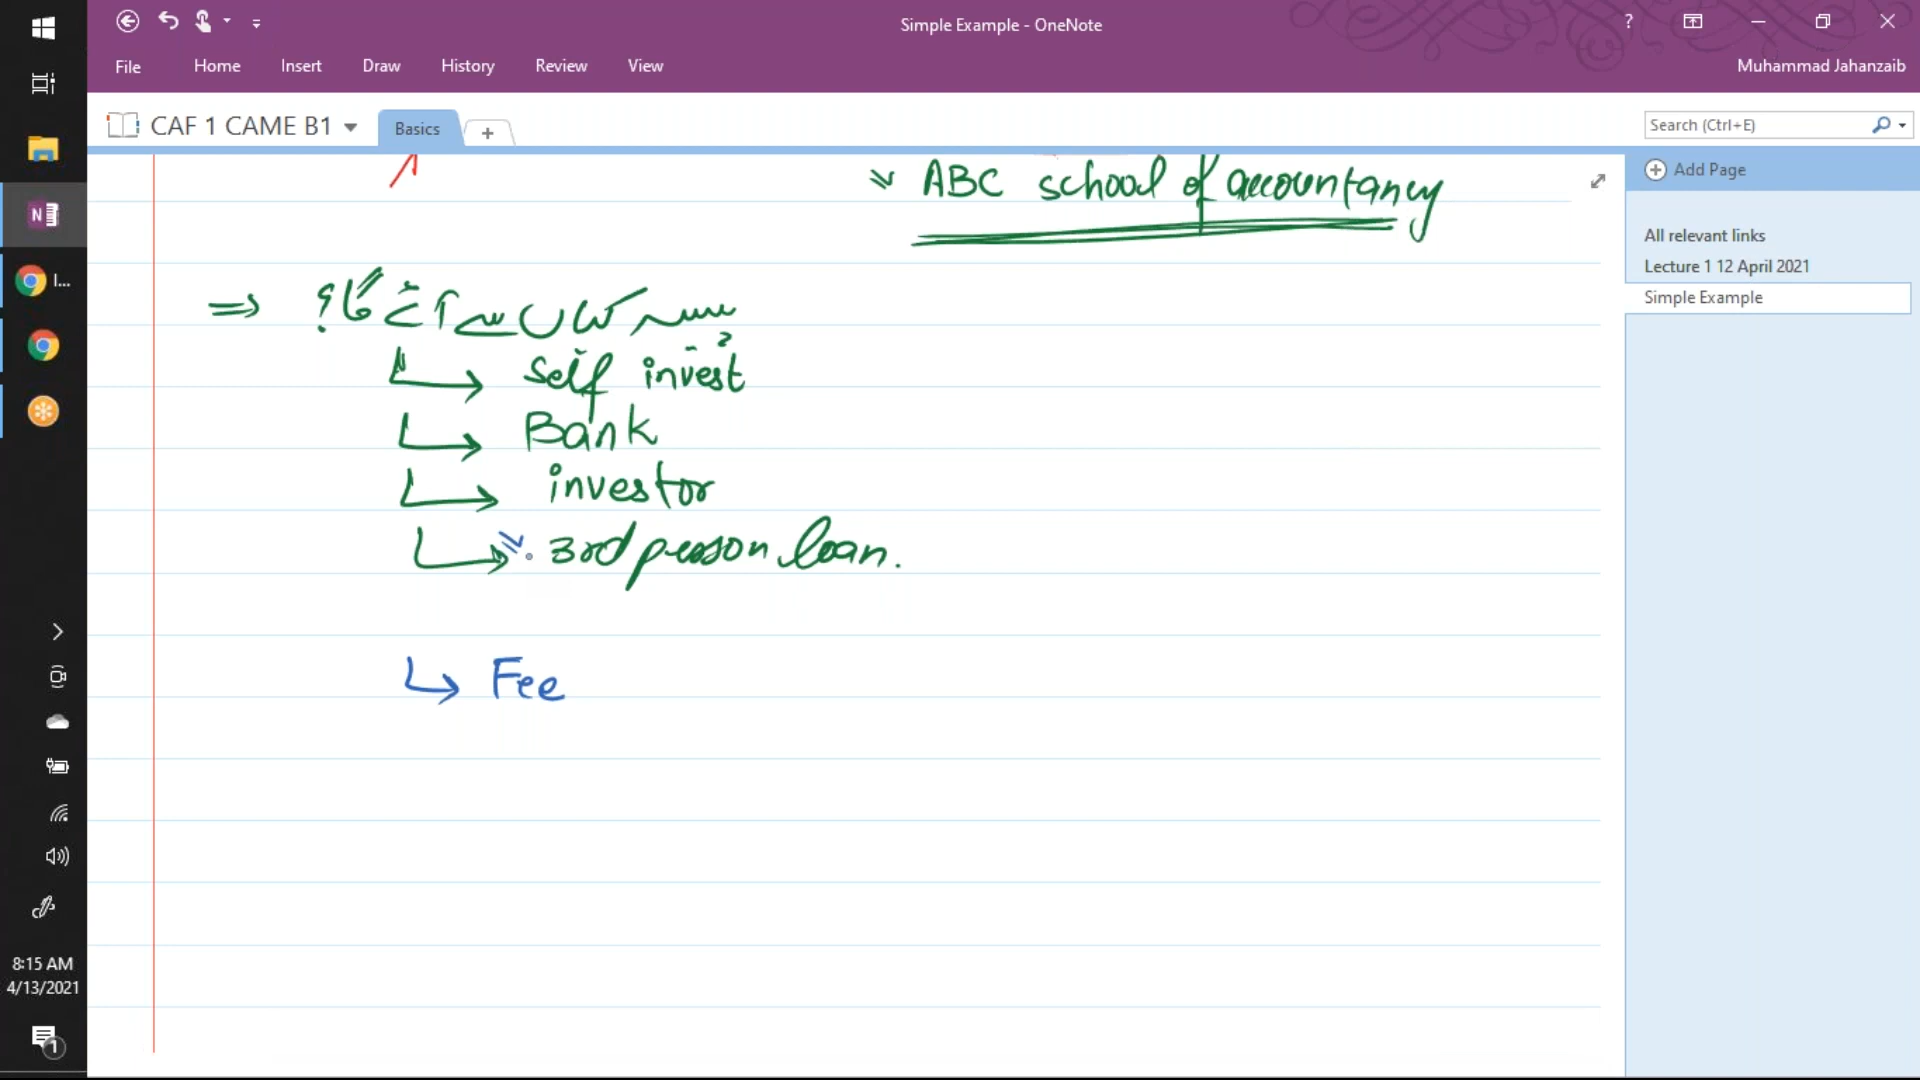 Simple Example - OneNote
?
File Home Insert Draw History Review View
Muhammad Jahanzaib
CAF 1 CAME B1 Basics +
Search (Ctrl+E)
ABC school of accountancy
Add Page
All relevant links
Lecture 1 12 April 2021
Simple Example
پیسہ کہاں سے آئے گا؟
N
I...
Self invest
Bank
investor
3rd person loan.
Fee
8:15 AM
4/13/2021
1